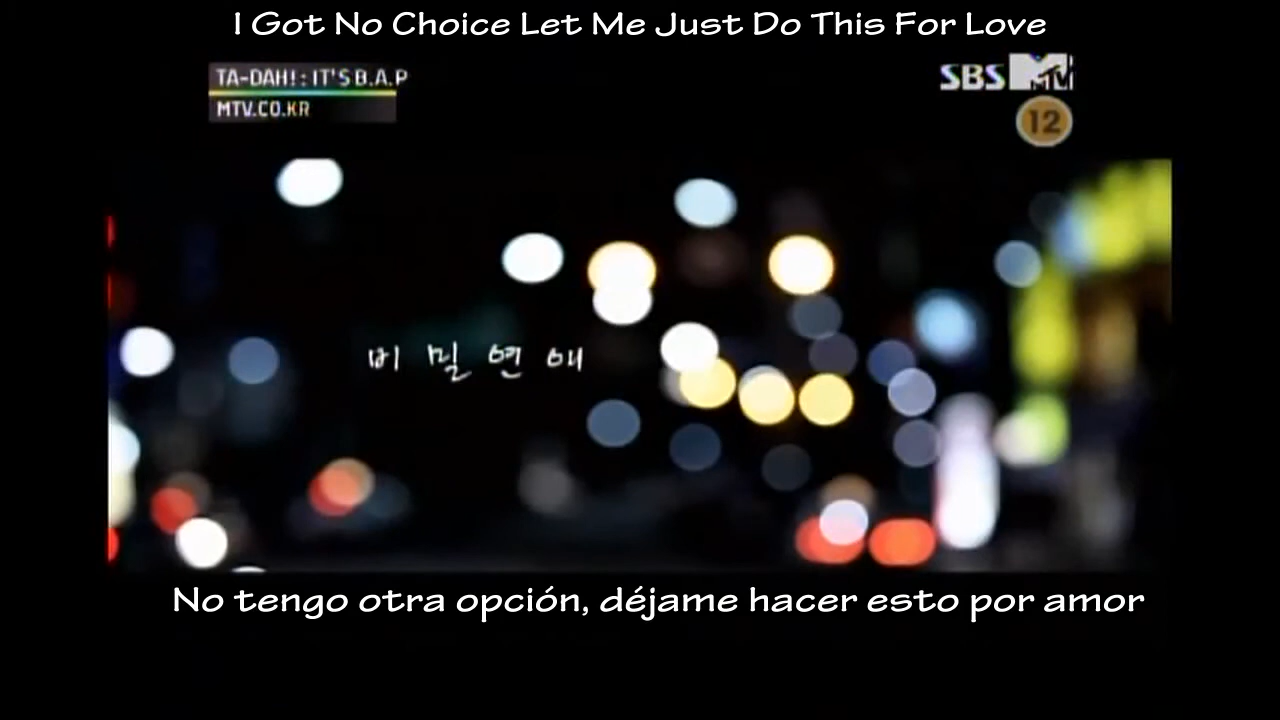 I Got No Choice Let Me Just Do This For Love
TA-DAH! : IT'S B.A.P
MTV.CO.KR
SBS MTV
12
비밀연애
No tengo otra opción, déjame hacer esto por amor